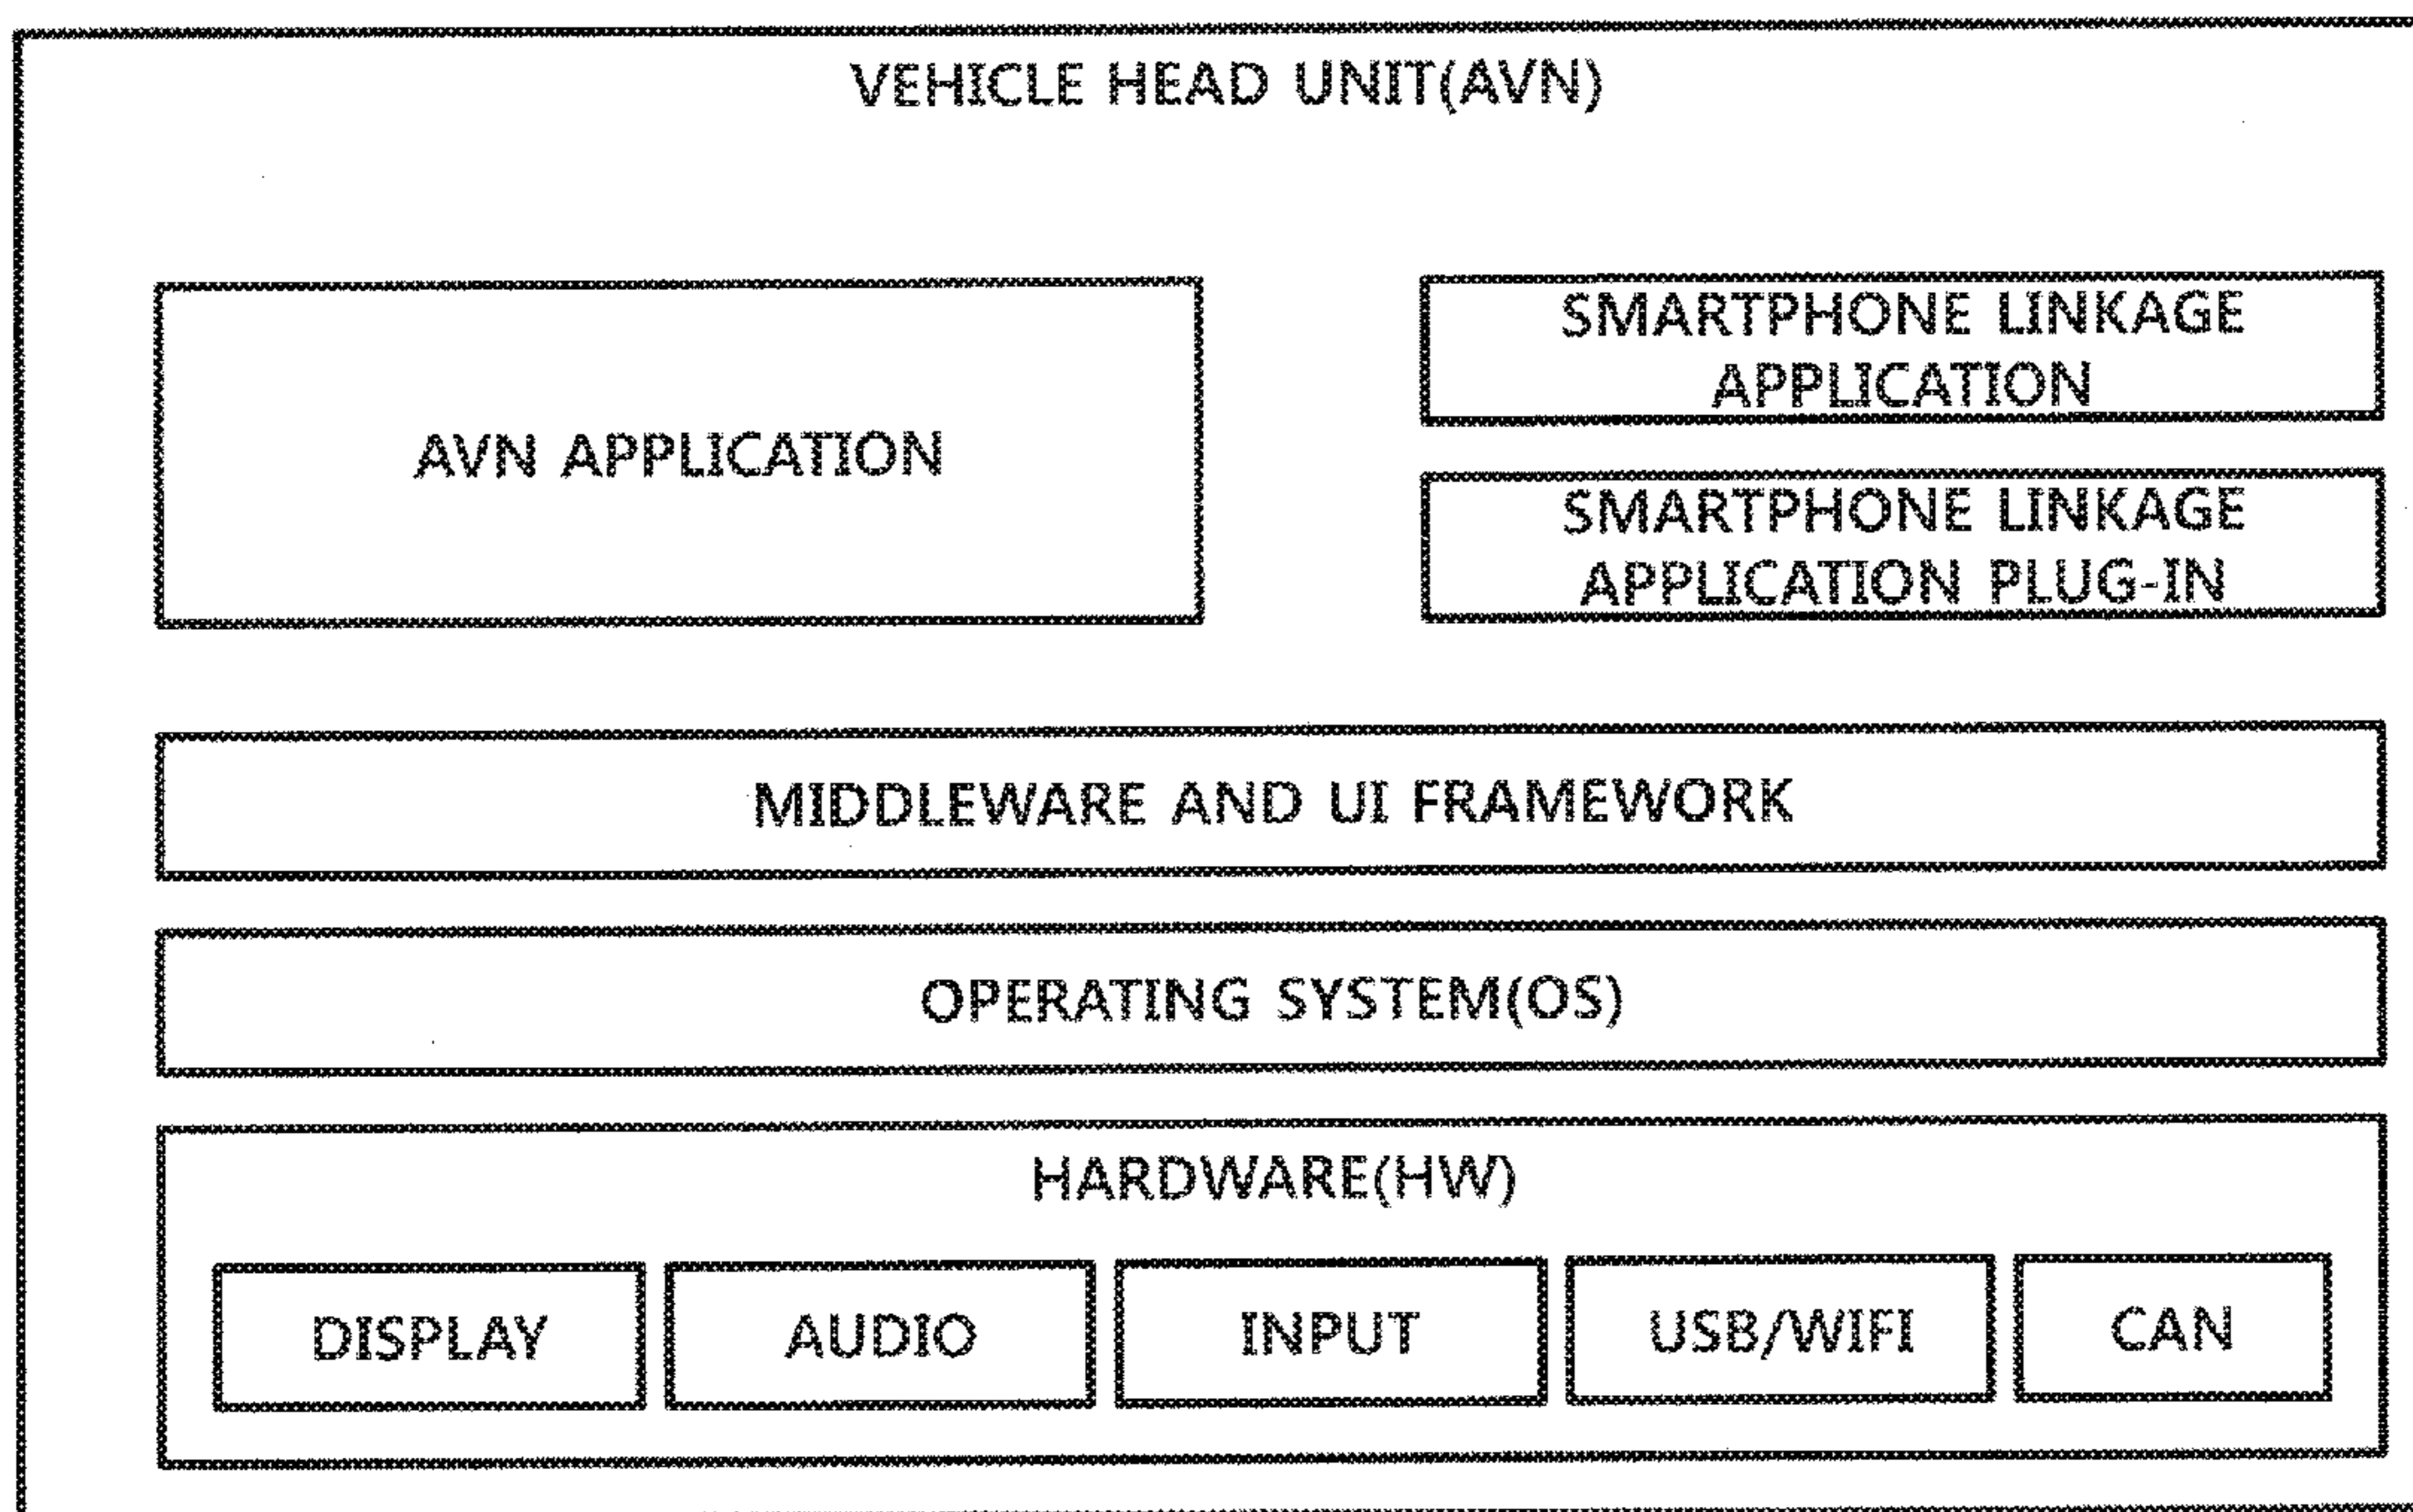 VEHICLE HEAD UNIT(AVN)
AVN APPLICATION
SMARTPHONE LINKAGE
APPLICATION
SMARTPHONE LINKAGE
APPLICATION PLUG-IN
MIDDLEWARE AND UI FRAMEWORK
OPERATING SYSTEM(OS)
HARDWARE(HW)
DISPLAY
AUDIO
INPUT
USB/WIFI
CAN